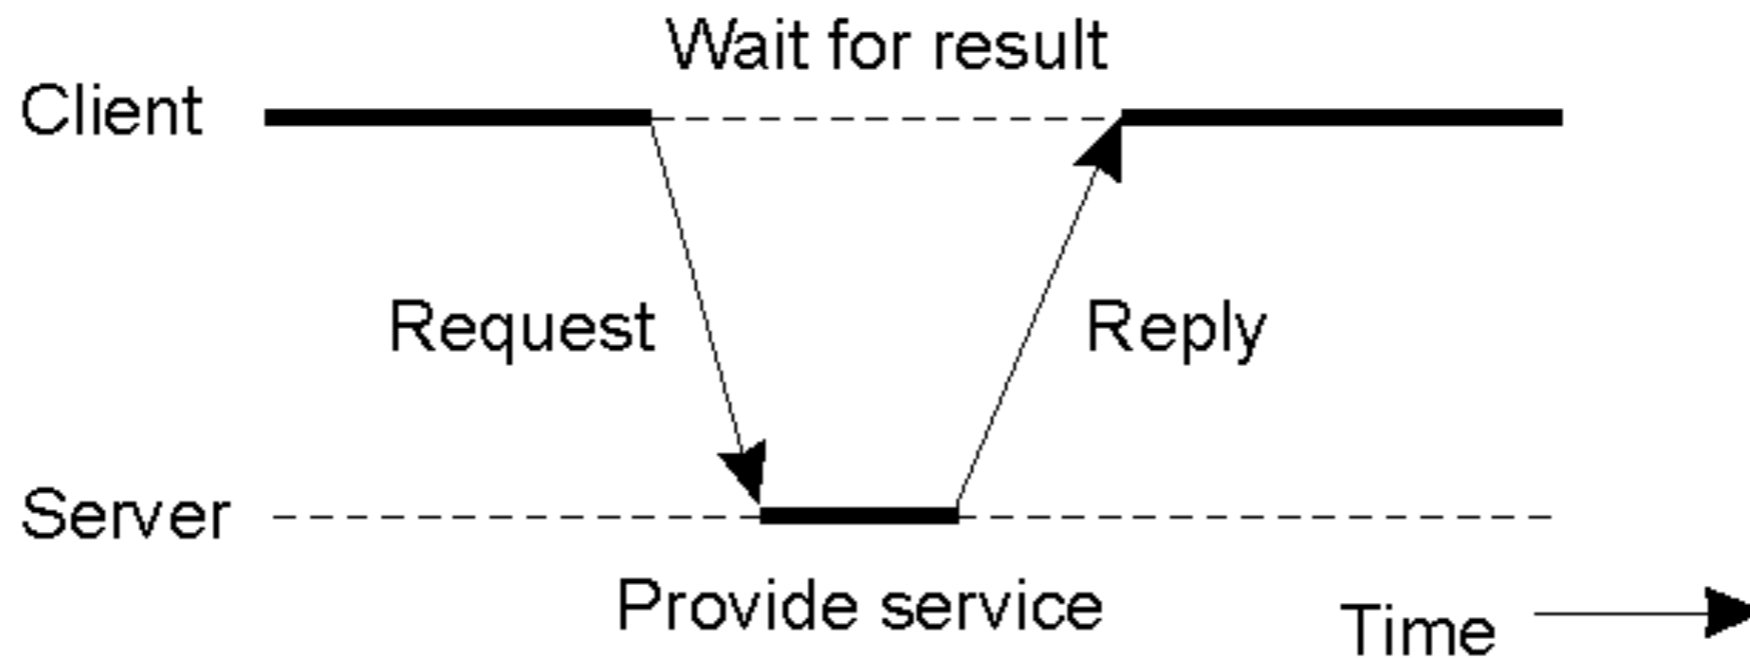 Wait for result
Client
Request
Reply
Server
Provide service
Time